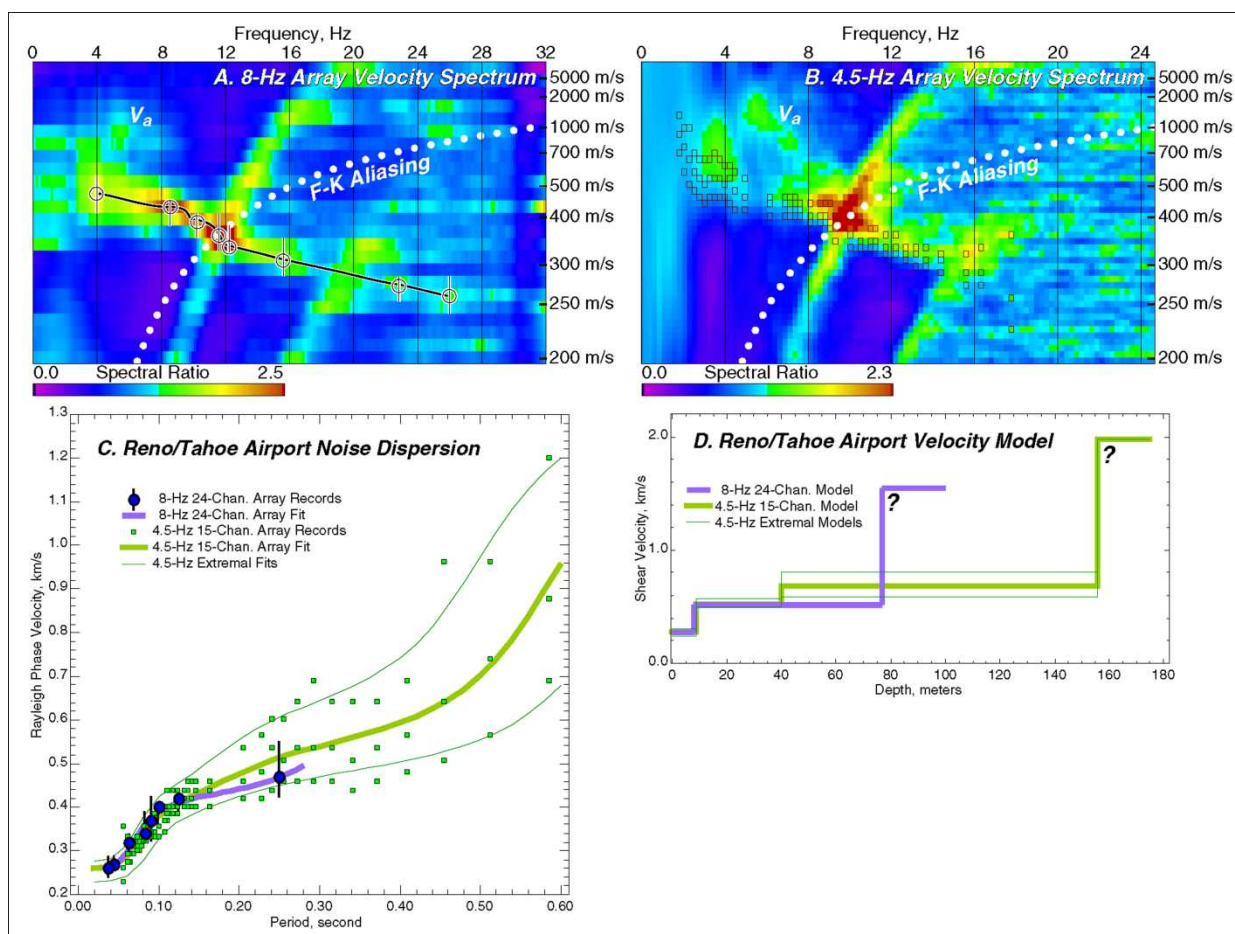 Frequency, Hz
0 4 8 12 16 20 24 28 32
A. 8-Hz Array Velocity Spectrum
Va
F-K Aliasing
5000 m/s
2000 m/s
1000 m/s
700 m/s
500 m/s
400 m/s
300 m/s
250 m/s
200 m/s
0.0 Spectral Ratio 2.5
Frequency, Hz
0 4 8 12 16 20 24
B. 4.5-Hz Array Velocity Spectrum
Va
F-K Aliasing
5000 m/s
2000 m/s
1000 m/s
700 m/s
500 m/s
400 m/s
300 m/s
250 m/s
200 m/s
0.0 Spectral Ratio 2.3
C. Reno/Tahoe Airport Noise Dispersion
8-Hz 24-Chan. Array Records
8-Hz 24-Chan. Array Fit
4.5-Hz 15-Chan. Array Records
4.5-Hz 15-Chan. Array Fit
4.5-Hz Extremal Fits
Rayleigh Phase Velocity, km/s
1.3
1.2
1.1
1.0
0.9
0.8
0.7
0.6
0.5
0.4
0.3
0.2
0.00 0.10 0.20 0.30 0.40 0.50 0.60
Period, second
D. Reno/Tahoe Airport Velocity Model
8-Hz 24-Chan. Model
4.5-Hz 15-Chan. Model
4.5-Hz Extremal Models
?
?
Shear Velocity, km/s
2.0
1.0
0.0
0 20 40 60 80 100 120 140 160 180
Depth, meters